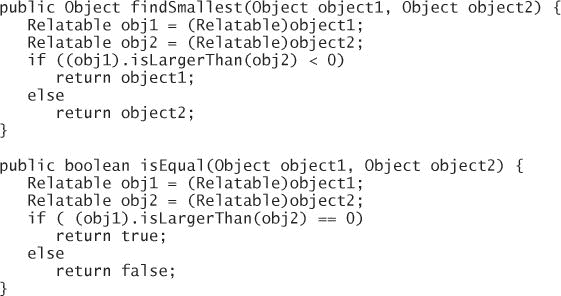 public Object findSmallest(Object object1, Object object2) {
   Relatable obj1 = (Relatable)object1;
   Relatable obj2 = (Relatable)object2;
   if ((obj1).isLargerThan(obj2) < 0)
      return object1;
   else
      return object2;
}

public boolean isEqual(Object object1, Object object2) {
   Relatable obj1 = (Relatable)object1;
   Relatable obj2 = (Relatable)object2;
   if ( (obj1).isLargerThan(obj2) == 0)
      return true;
   else
      return false;
}